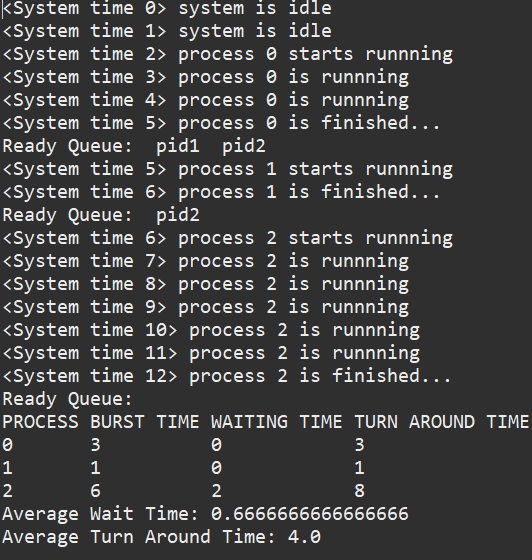 <System time 0> system is idle
<System time 1> system is idle
<System time 2> process 0 starts runnning
<System time 3> process 0 is runnning
<System time 4> process 0 is runnning
<System time 5> process 0 is finished...
Ready Queue:  pid1  pid2
<System time 5> process 1 starts runnning
<System time 6> process 1 is finished...
Ready Queue:  pid2
<System time 6> process 2 starts runnning
<System time 7> process 2 is runnning
<System time 8> process 2 is runnning
<System time 9> process 2 is runnning
<System time 10> process 2 is runnning
<System time 11> process 2 is runnning
<System time 12> process 2 is finished...
Ready Queue:
PROCESS BURST TIME WAITING TIME TURN AROUND TIME
0       3          0            3
1       1          0            1
2       6          2            8
Average Wait Time: 0.6666666666666666
Average Turn Around Time: 4.0